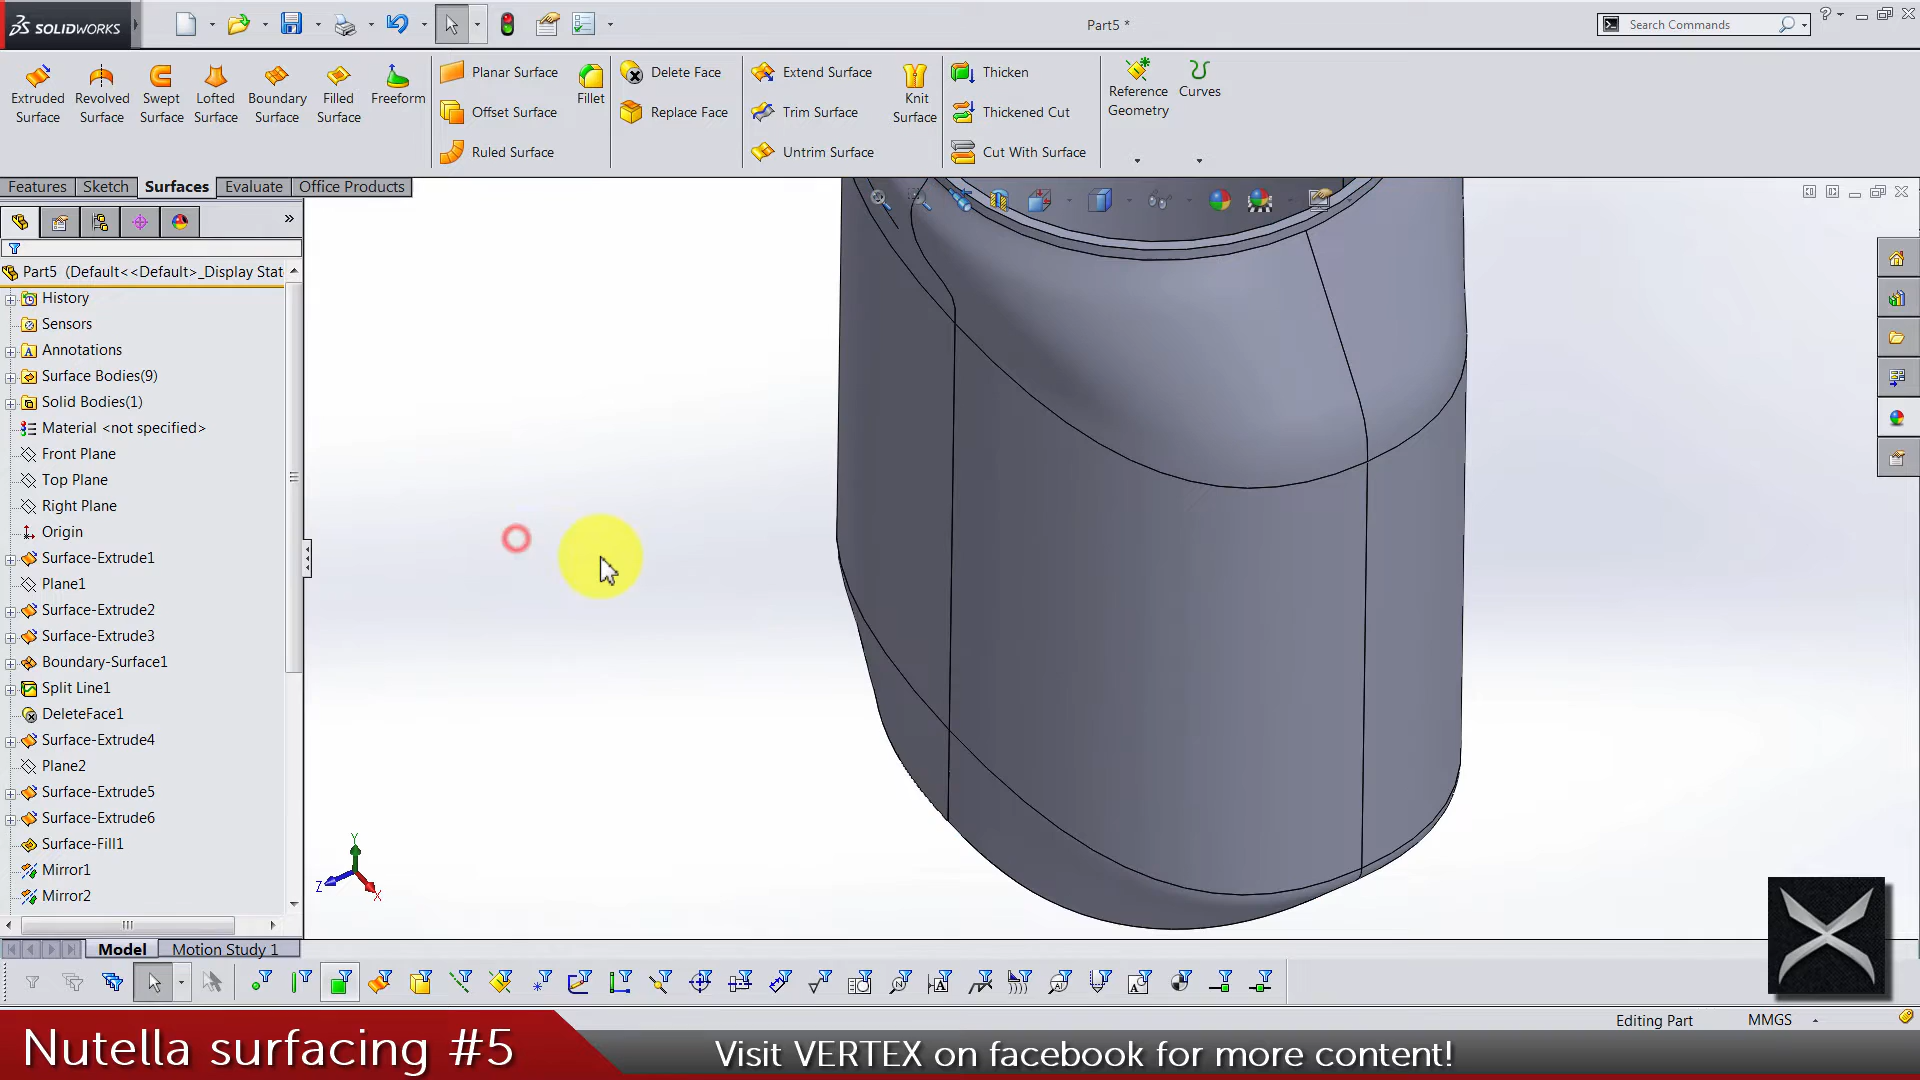 SOLIDWORKS
Part5 *
Search Commands
Extruded Surface
Revolved Surface
Swept Surface
Lofted Surface
Boundary Surface
Filled Surface
Freeform
Planar Surface
Offset Surface
Ruled Surface
Fillet
Delete Face
Replace Face
Extend Surface
Trim Surface
Untrim Surface
Knit Surface
Thicken
Thickened Cut
Cut With Surface
Reference Geometry
Curves
Features
Sketch
Surfaces
Evaluate
Office Products
Part5 (Default<<Default>_Display Stat
History
Sensors
Annotations
Surface Bodies(9)
Solid Bodies(1)
Material <not specified>
Front Plane
Top Plane
Right Plane
Origin
Surface-Extrude1
Plane1
Surface-Extrude2
Surface-Extrude3
Boundary-Surface1
Split Line1
DeleteFace1
Surface-Extrude4
Plane2
Surface-Extrude5
Surface-Extrude6
Surface-Fill1
Mirror1
Mirror2
Y
Z
X
Model
Motion Study 1
Editing Part
MMGS
Nutella surfacing #5
Visit VERTEX on facebook for more content!